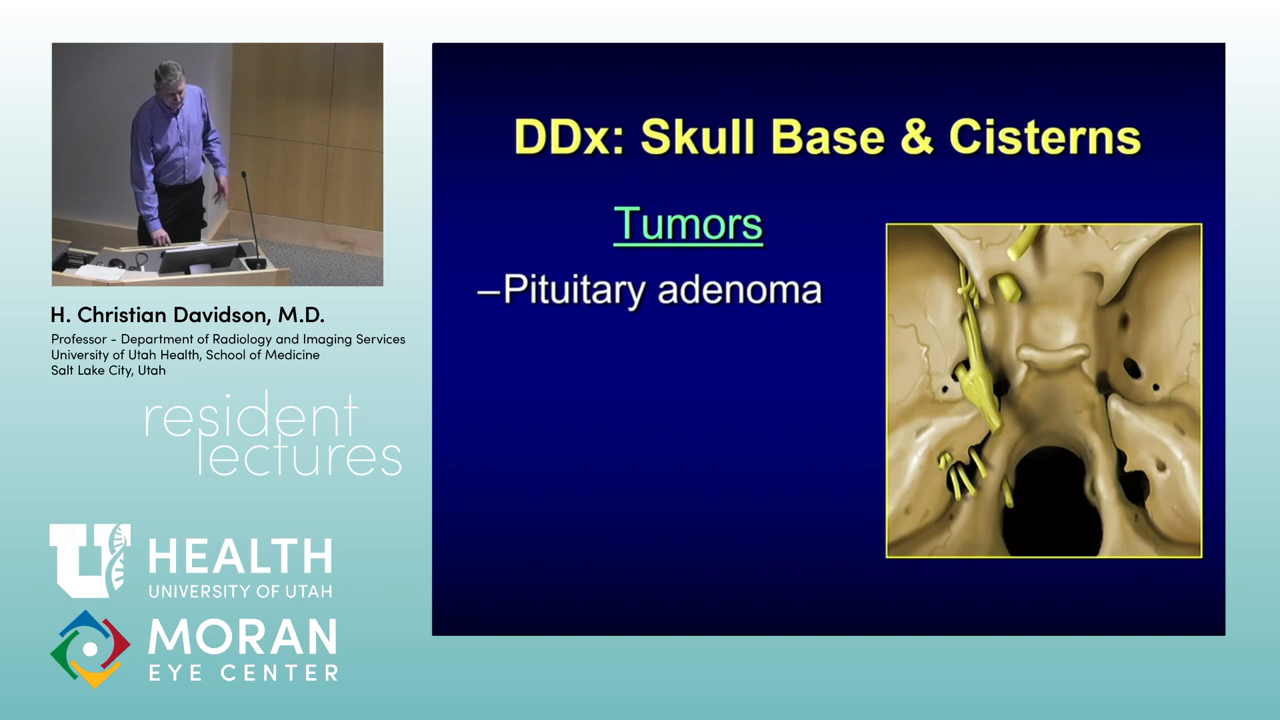 DDx: Skull Base & Cisterns
Tumors
–Pituitary adenoma
H. Christian Davidson, M.D.
Professor - Department of Radiology and Imaging Services
University of Utah Health, School of Medicine
Salt Lake City, Utah
resident
lectures
U HEALTH
UNIVERSITY OF UTAH
MORAN
EYE CENTER